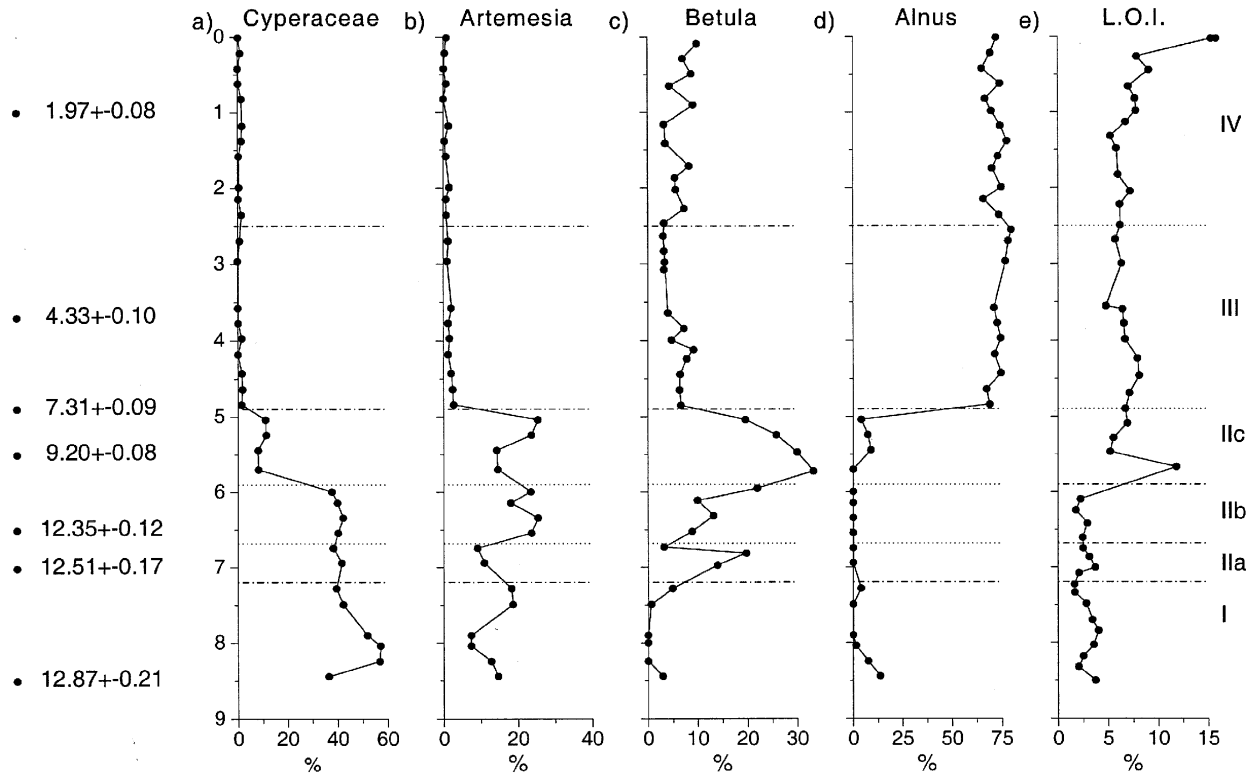 a) Cyperaceae b) Artemesia c) Betula d) Alnus e) L.O.I.
0
1.97+-0.08 1 IV
2
3
4.33+-0.10 III
4
7.31+-0.09
5 IIc
9.20+-0.08
6 IIb
12.35+-0.12
12.51+-0.17 7 IIa
I
8
12.87+-0.21
9
0 20 40 60 0 20 40 0 10 20 30 0 25 50 75 0 5 10 15
% % % % %